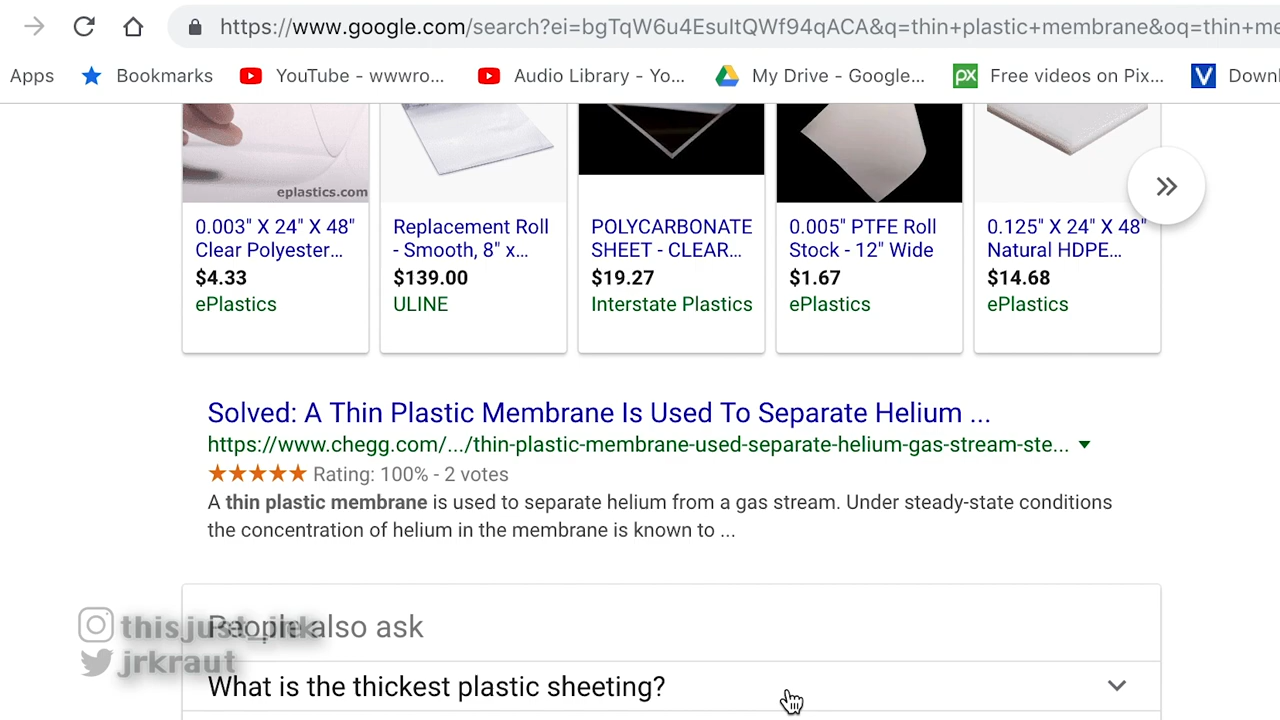 https://www.google.com/search?ei=bgTqW6u4EsuItQWf94qACA&q=thin+plastic+membrane&oq=thin+me
Apps Bookmarks YouTube - wwwro... Audio Library - Yo... My Drive - Google... px Free videos on Pix... V Downl
eplastics.com
0.003" X 24" X 48" Clear Polyester...
$4.33
ePlastics
Replacement Roll - Smooth, 8" x...
$139.00
ULINE
POLYCARBONATE SHEET - CLEAR...
$19.27
Interstate Plastics
0.005" PTFE Roll Stock - 12" Wide
$1.67
ePlastics
0.125" X 24" X 48" Natural HDPE...
$14.68
ePlastics
Solved: A Thin Plastic Membrane Is Used To Separate Helium ...
https://www.chegg.com/.../thin-plastic-membrane-used-separate-helium-gas-stream-ste...
Rating: 100% - 2 votes
A thin plastic membrane is used to separate helium from a gas stream. Under steady-state conditions
the concentration of helium in the membrane is known to ...
People also ask
jrkraut
What is the thickest plastic sheeting?